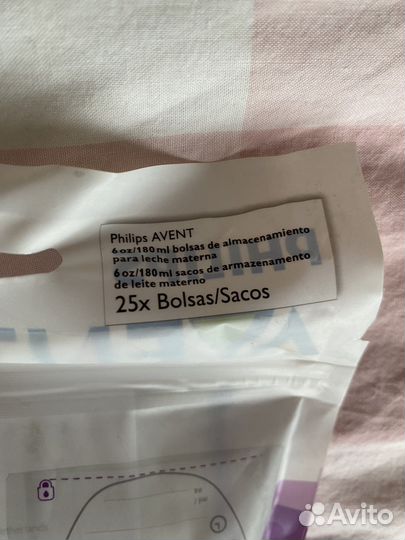 Philips AVENT
6 oz/180 ml bolsas de almacenamiento
para leche materna
6 oz/180 ml sacos de armazenamento
de leite materno
25x Bolsas/Sacos
Avito